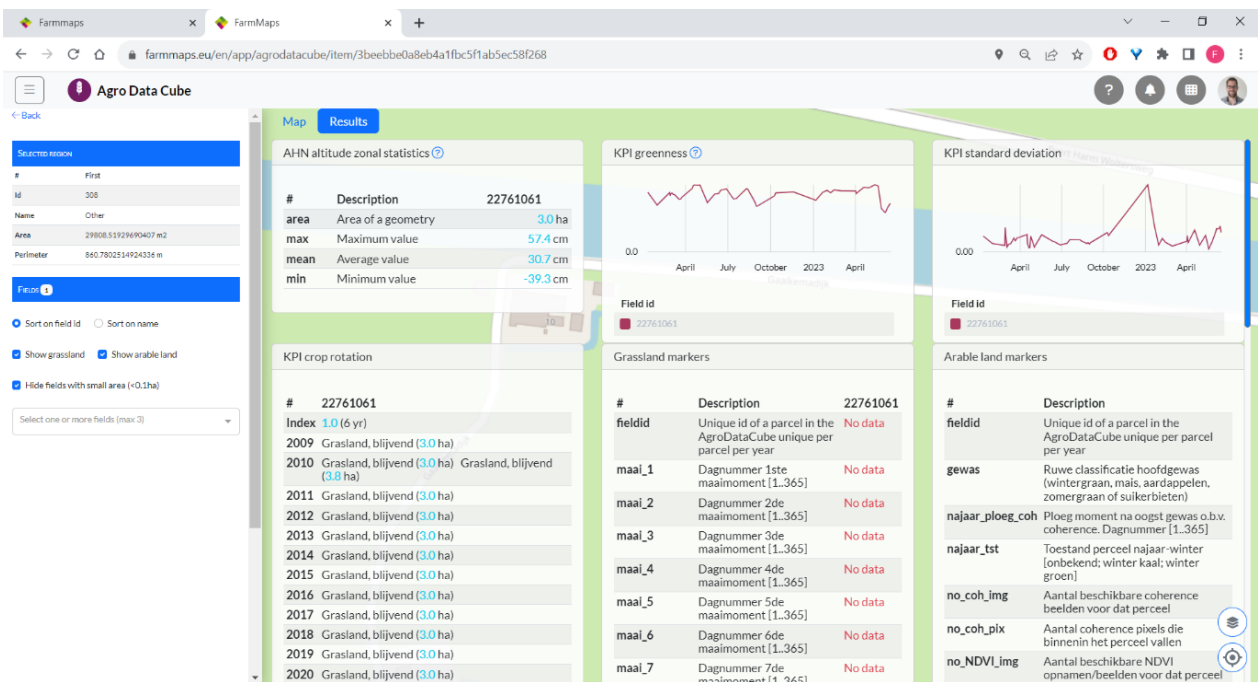 Farmmaps
FarmMaps
farmmaps.eu/en/app/agrodatacube/item/3beebbe0a8eb4a1fbc5f1ab5ec58f268
F
Agro Data Cube
?
←Back
SELECTED REGION
# First
Id 308
Name Other
Area 29808.51929690407 m2
Perimeter 860.7802514924336 m
FIELDS 1
Sort on field Id Sort on name
Show grassland Show arable land
Hide fields with small area (<0.1ha)
Select one or more fields (max 3)
Map Results
AHN altitude zonal statistics ?
# Description 22761061
area Area of a geometry 3.0 ha
max Maximum value 57.4 cm
mean Average value 30.7 cm
min Minimum value -39.3 cm
KPI greenness ?
0.0
April July October 2023 April
Field id
22761061
KPI standard deviation
0.00
April July October 2023 April
Field id
22761061
10
KPI crop rotation
# 22761061
Index 1.0 (6 yr)
2009 Grasland, blijvend (3.0 ha)
2010 Grasland, blijvend (3.0 ha) Grasland, blijvend
(3.8 ha)
2011 Grasland, blijvend (3.0 ha)
2012 Grasland, blijvend (3.0 ha)
2013 Grasland, blijvend (3.0 ha)
2014 Grasland, blijvend (3.0 ha)
2015 Grasland, blijvend (3.0 ha)
2016 Grasland, blijvend (3.0 ha)
2017 Grasland, blijvend (3.0 ha)
2018 Grasland, blijvend (3.0 ha)
2019 Grasland, blijvend (3.0 ha)
2020 Grasland, blijvend (3.0 ha)
Grassland markers
# Description 22761061
fieldid Unique id of a parcel in the No data
AgroDataCube unique per
parcel per year
maai_1 Dagnummer 1ste No data
maaimoment [1..365]
maai_2 Dagnummer 2de No data
maaimoment [1..365]
maai_3 Dagnummer 3de No data
maaimoment [1..365]
maai_4 Dagnummer 4de No data
maaimoment [1..365]
maai_5 Dagnummer 5de No data
maaimoment [1..365]
maai_6 Dagnummer 6de No data
maaimoment [1..365]
maai_7 Dagnummer 7de No data
maaimoment [1..365]
Arable land markers
# Description
fieldid Unique id of a parcel in the
AgroDataCube unique per parcel
per year
gewas Ruwe classificatie hoofdgewas
(wintergraan, mais, aardappelen,
zomergraan of suikerbieten)
najaar_ploeg_coh Ploeg moment na oogst gewas o.b.v.
coherence. Dagnummer [1..365]
najaar_tst Toestand perceel najaar-winter
[onbekend; winter kaal; winter
groen]
no_coh_img Aantal beschikbare coherence
beelden voor dat perceel
no_coh_pix Aantal coherence pixels die
binnenin het perceel vallen
no_NDVI_img Aantal beschikbare NDVI
opnamen/beelden voor dat perceel